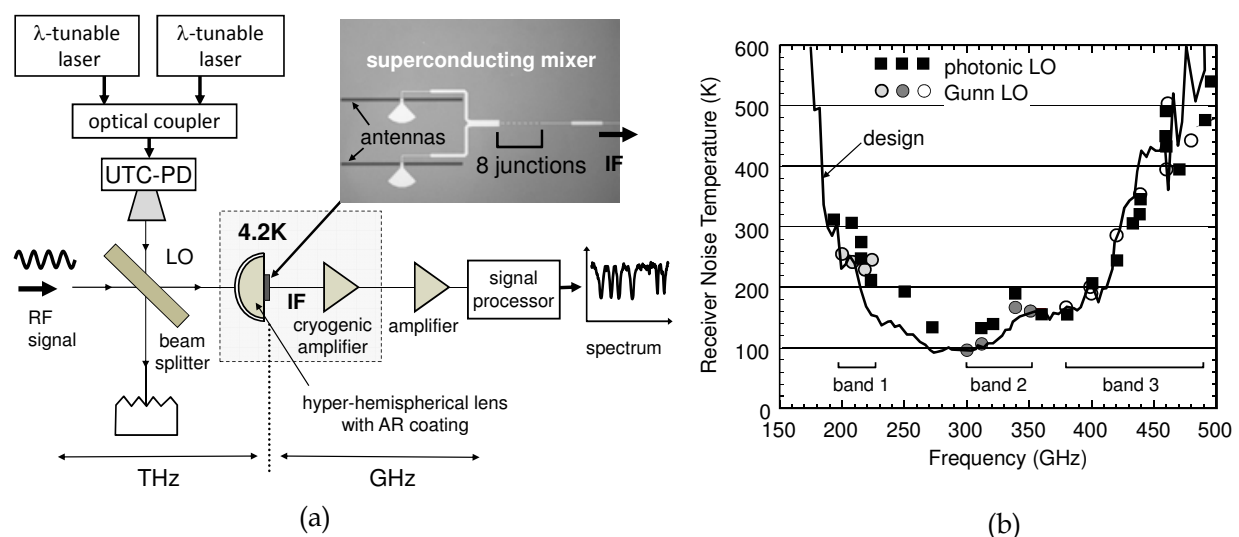 λ-tunable
laser
λ-tunable
laser
optical coupler
UTC-PD
superconducting mixer
antennas
8 junctions
IF
LO
4.2K
RF
signal
beam
splitter
IF
cryogenic
amplifier
amplifier
signal
processor
spectrum
hyper-hemispherical lens
with AR coating
THz
GHz
(a)
Receiver Noise Temperature (K)
600
500
400
300
200
100
0
photonic LO
Gunn LO
design
band 1
band 2
band 3
150 200 250 300 350 400 450 500
Frequency (GHz)
(b)